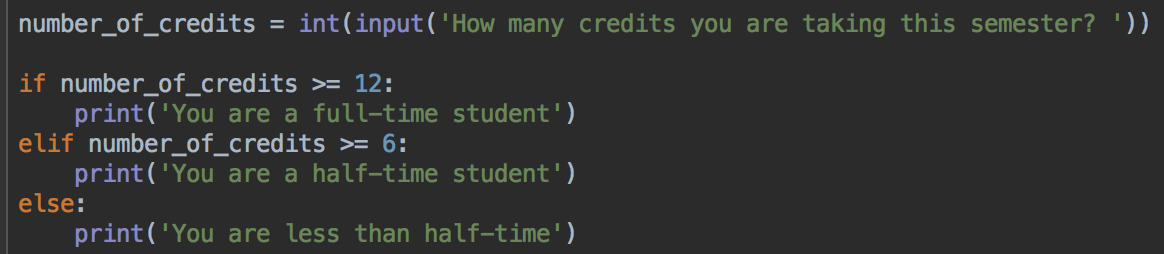 number_of_credits = int(input('How many credits you are taking this semester? '))
if number_of_credits >= 12:
    print('You are a full-time student')
elif number_of_credits >= 6:
    print('You are a half-time student')
else:
    print('You are less than half-time')